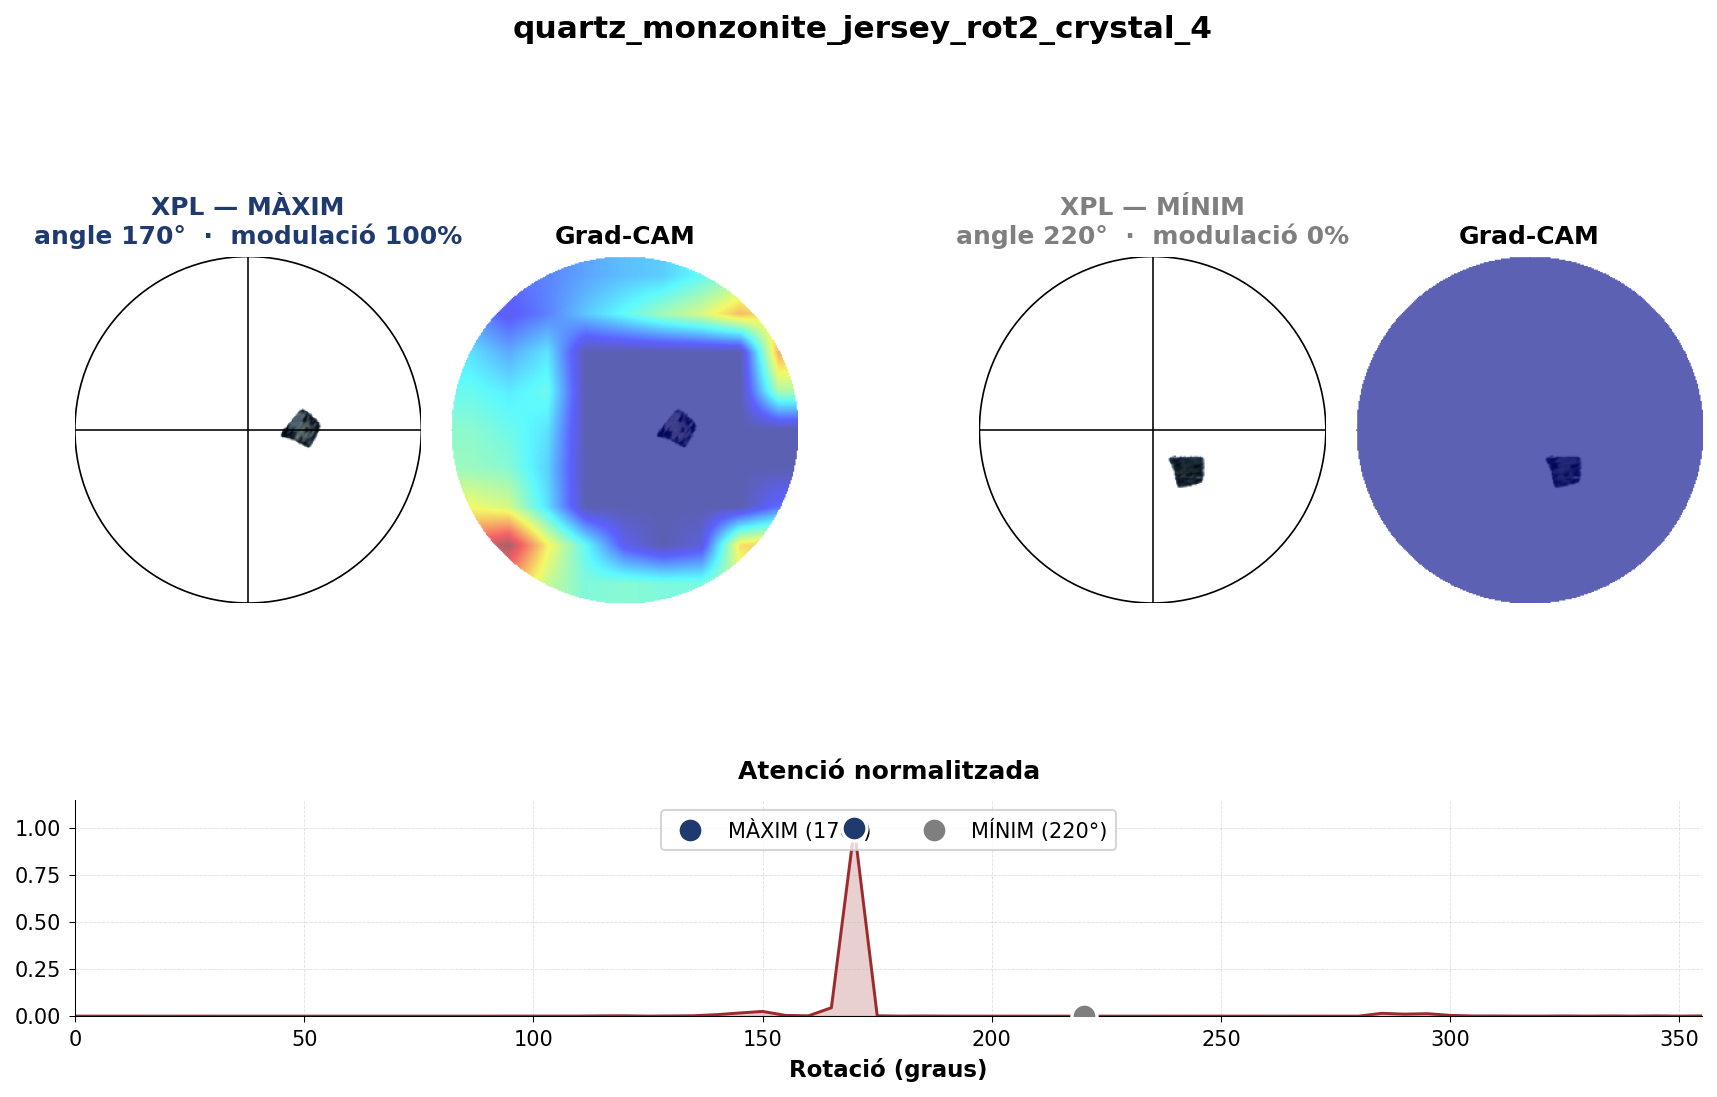 quartz_monzonite_jersey_rot2_crystal_4
XPL — MÀXIM
angle 170° · modulació 100%
Grad-CAM
XPL — MÍNIM
angle 220° · modulació 0%
Grad-CAM
Atenció normalitzada
MÀXIM (17 )
MÍNIM (220°)
1.00
0.75
0.50
0.25
0.00
0 50 100 150 200 250 300 350
Rotació (graus)